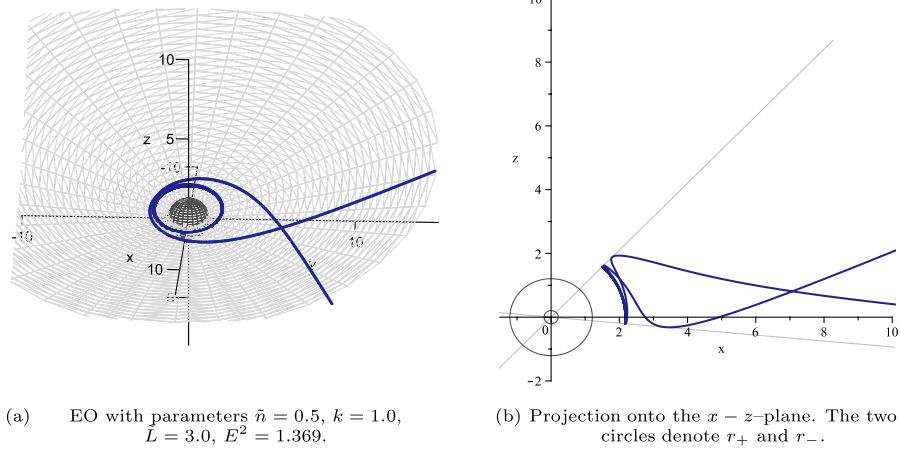 10
z 5
-10
-10
10
x
10
y
10
8
6
z
4
2
0
2
4
6
8
10
x
-2
(a) EO with parameters ñ = 0.5, k = 1.0,
L̃ = 3.0, E² = 1.369.
(b) Projection onto the x − z–plane. The two
circles denote r₊ and r₋.